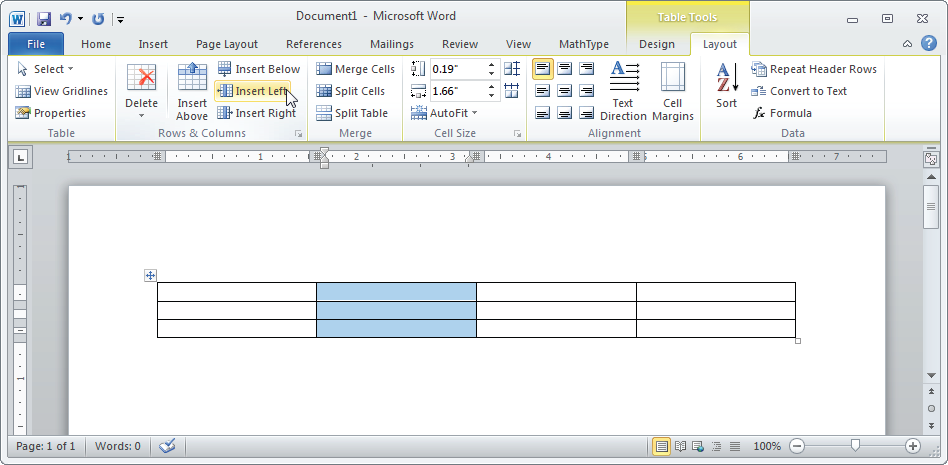 Document1 - Microsoft Word
Table Tools
File Home Insert Page Layout References Mailings Review View MathType Design Layout
Select
View Gridlines
Properties
Table
Delete
Insert Above
Insert Below
Insert Left
Insert Right
Rows & Columns
Merge Cells
Split Cells
Split Table
Merge
0.19"
1.66"
AutoFit
Cell Size
Text Direction
Cell Margins
Alignment
Sort
Repeat Header Rows
Convert to Text
Formula
Data
1 1 2 3 4 5 6 7
Page: 1 of 1 Words: 0 100%